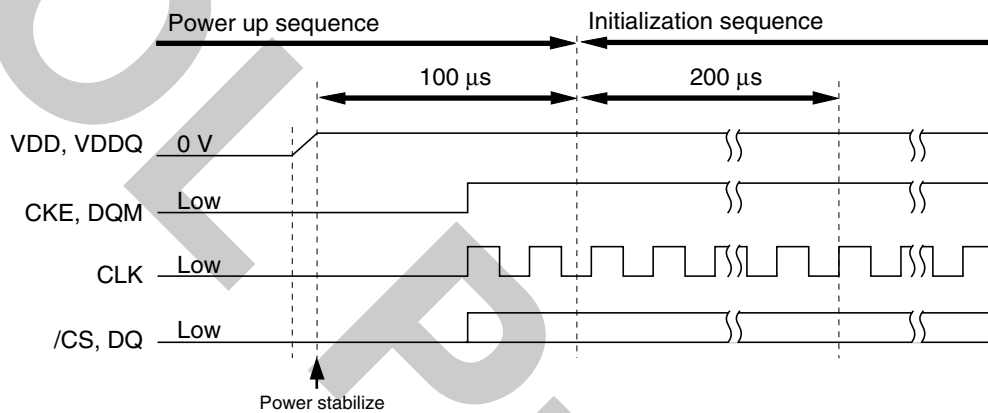 Power up sequence
Initialization sequence
100 µs
200 µs
VDD, VDDQ
0 V
CKE, DQM
Low
CLK
Low
/CS, DQ
Low
Power stabilize